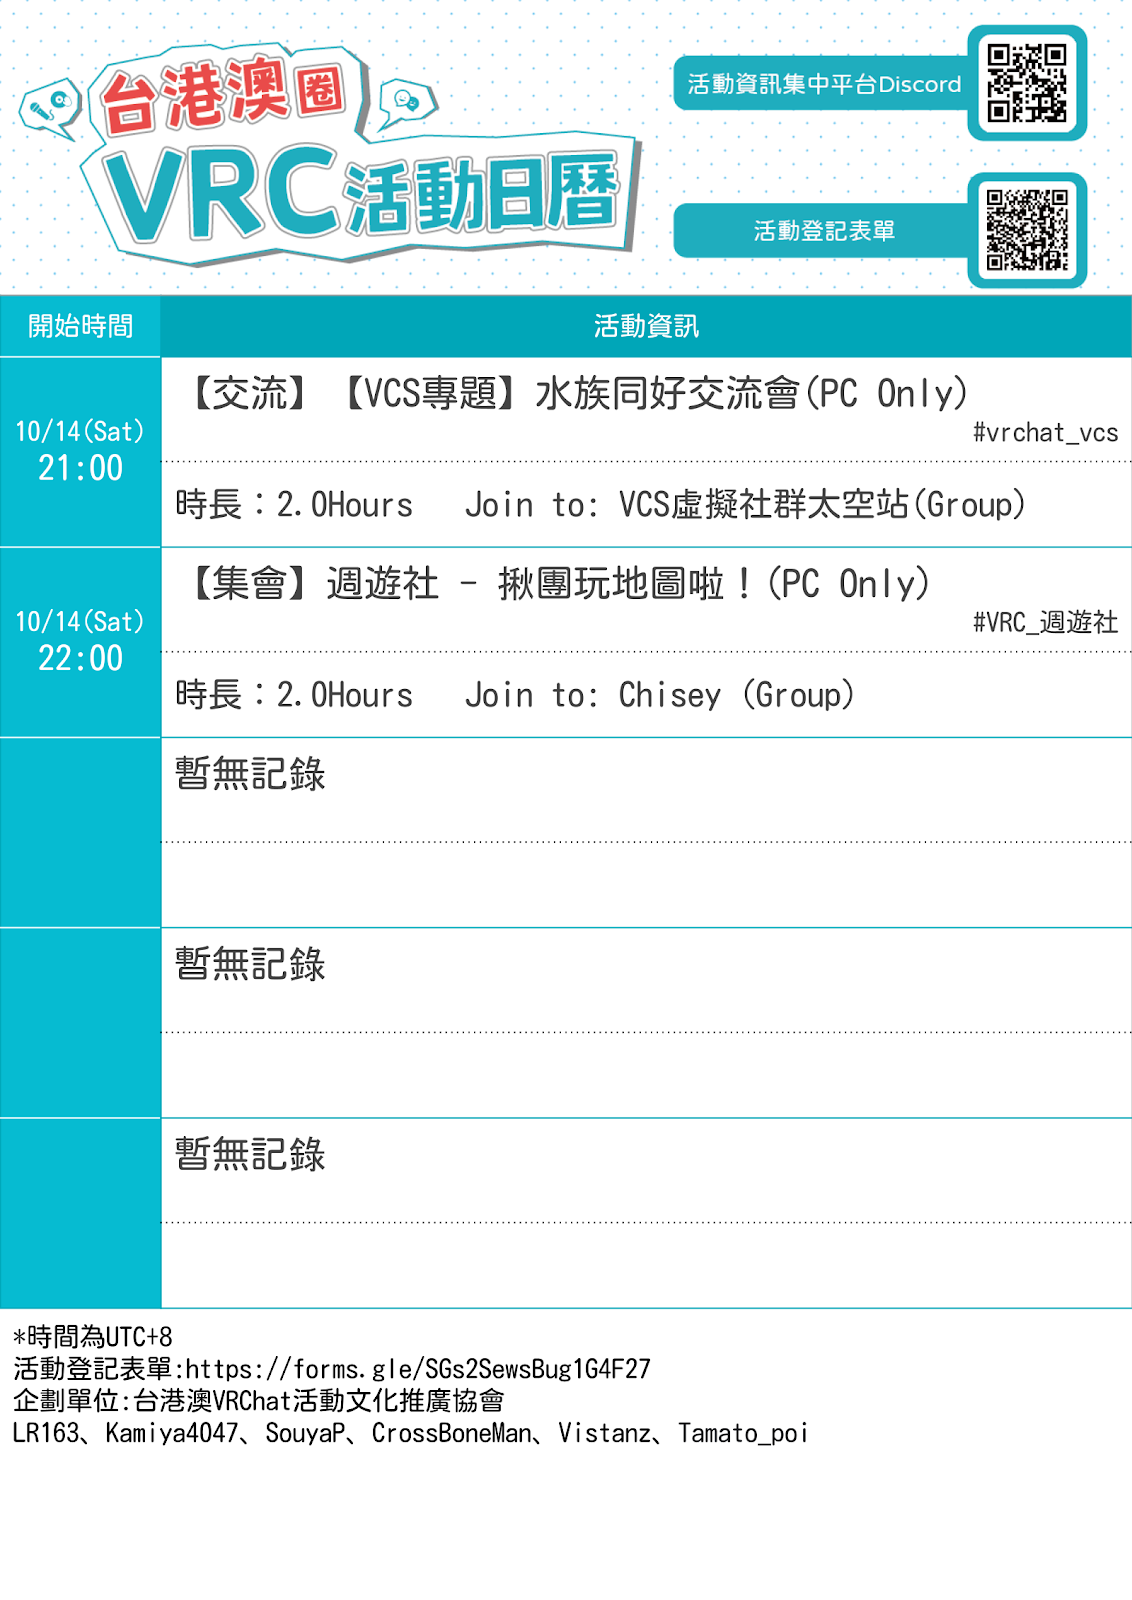 台港澳圈
VRC活動日曆
活動資訊集中平台Discord
活動登記表單
開始時間
活動資訊
10/14(Sat)
21:00
【交流】【VCS專題】水族同好交流會(PC Only)
#vrchat_vcs
時長：2.0Hours Join to: VCS虛擬社群太空站(Group)
10/14(Sat)
22:00
【集會】週遊社 - 揪團玩地圖啦！(PC Only)
#VRC_週遊社
時長：2.0Hours Join to: Chisey (Group)
暫無記錄
暫無記錄
暫無記錄
*時間為UTC+8
活動登記表單:https://forms.gle/SGs2SewsBug1G4F27
企劃單位:台港澳VRChat活動文化推廣協會
LR163、Kamiya4047、SouyaP、CrossBoneMan、Vistanz、Tamato_poi